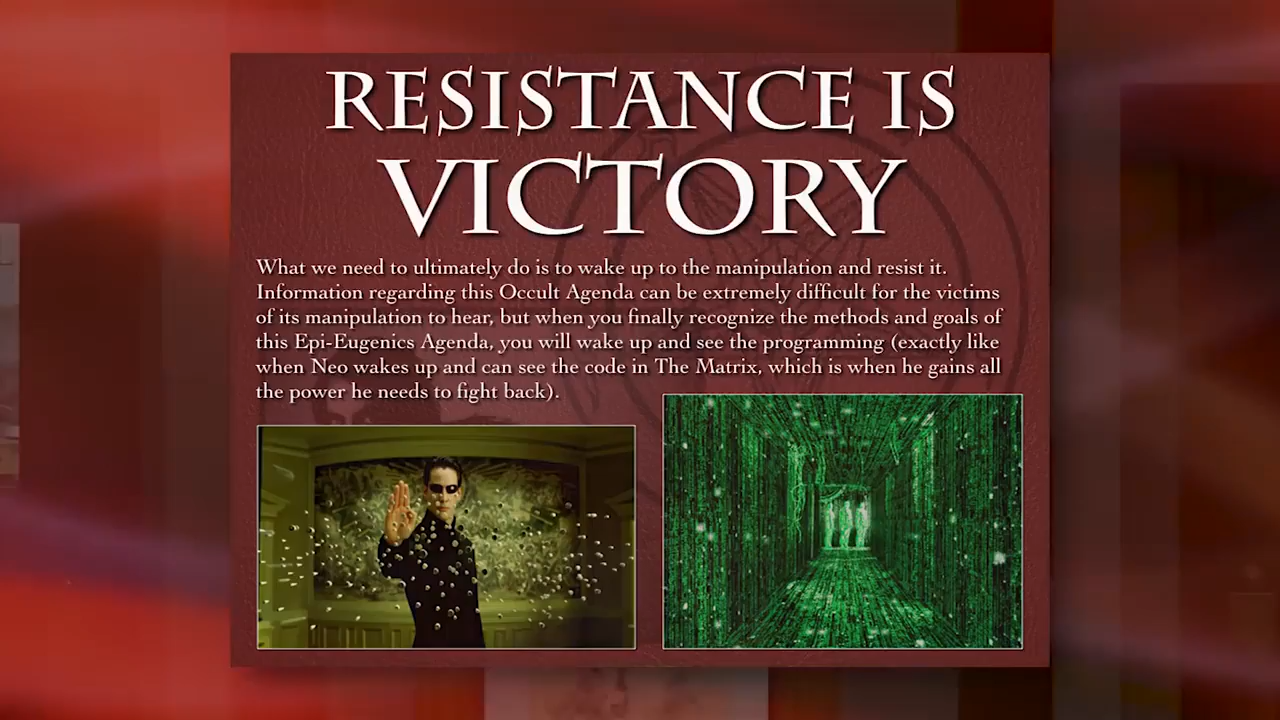 RESISTANCE IS
VICTORY
What we need to ultimately do is to wake up to the manipulation and resist it.
Information regarding this Occult Agenda can be extremely difficult for the victims
of its manipulation to hear, but when you finally recognize the methods and goals of
this Epi-Eugenics Agenda, you will wake up and see the programming (exactly like
when Neo wakes up and can see the code in The Matrix, which is when he gains all
the power he needs to fight back).